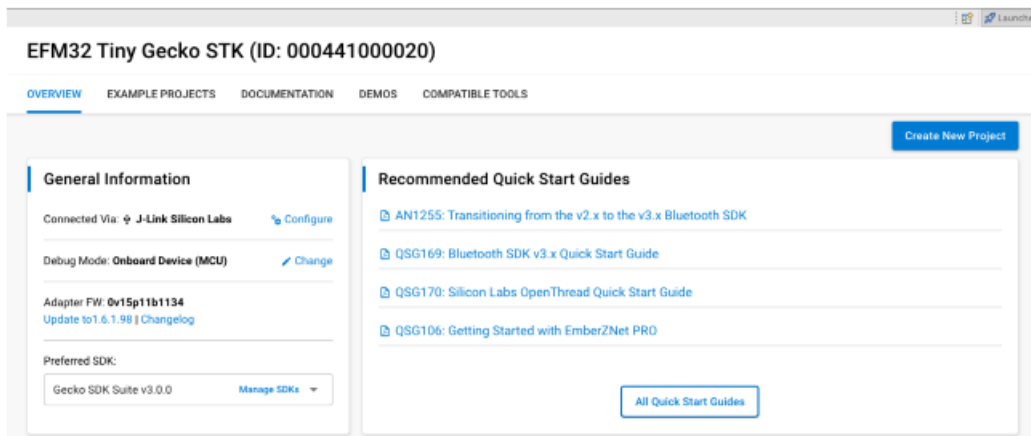 Launche
EFM32 Tiny Gecko STK (ID: 000441000020)
OVERVIEW EXAMPLE PROJECTS DOCUMENTATION DEMOS COMPATIBLE TOOLS
Create New Project
General Information
Connected Via: J-Link Silicon Labs Configure
Debug Mode: Onboard Device (MCU) Change
Adapter FW: 0v15p11b1134
Update to1.6.1.98 | Changelog
Preferred SDK:
Gecko SDK Suite v3.0.0 Manage SDKs
Recommended Quick Start Guides
AN1255: Transitioning from the v2.x to the v3.x Bluetooth SDK
QSG169: Bluetooth SDK v3.x Quick Start Guide
QSG170: Silicon Labs OpenThread Quick Start Guide
QSG106: Getting Started with EmberZNet PRO
All Quick Start Guides